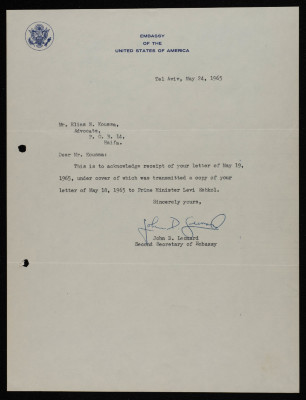 EMBASSY
OF THE
UNITED STATES OF AMERICA
Tel Aviv, May 24, 1965
Mr. Elias N. Koussa,
Advocate,
P. O. B. 14,
Haifa.
Dear Mr. Koussa:
This is to acknowledge receipt of your letter of May 19,
1965, under cover of which was transmitted a copy of your
letter of May 16, 1965 to Prime Minister Levi Eshkol.
Sincerely yours,
John D. Leonard
John D. Leonard
Second Secretary of Embassy